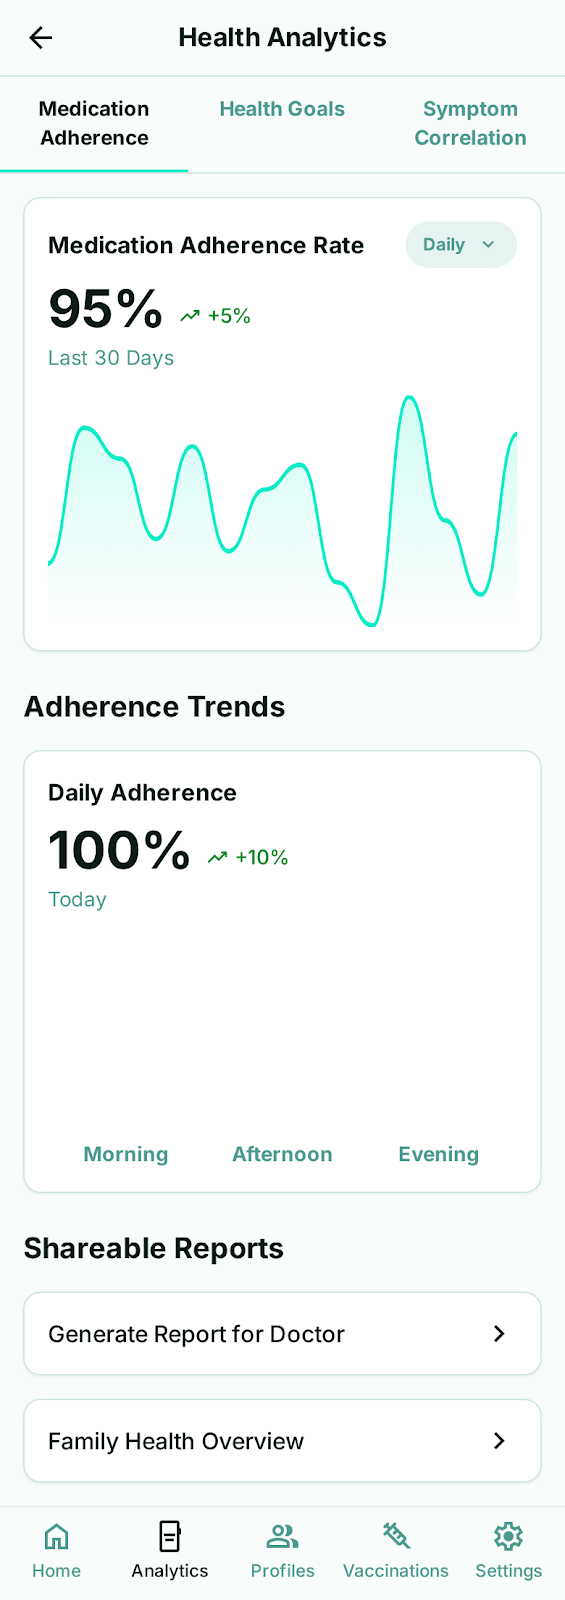 Health Analytics
Medication
Adherence
Health Goals
Symptom
Correlation
Medication Adherence Rate
Daily
95%
+5%
Last 30 Days
Adherence Trends
Daily Adherence
100%
+10%
Today
Morning
Afternoon
Evening
Shareable Reports
Generate Report for Doctor
Family Health Overview
Home
Analytics
Profiles
Vaccinations
Settings